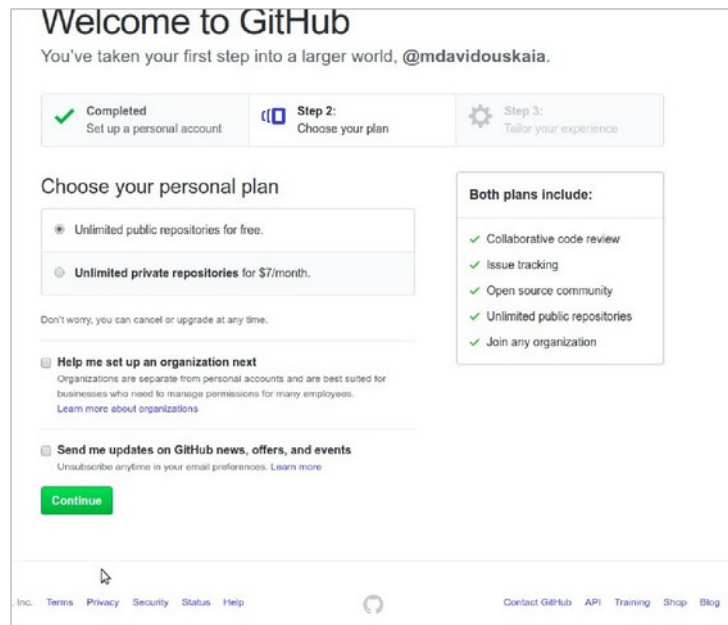 Welcome to GitHub
You've taken your first step into a larger world, @mdavidouskaia.
Completed
Set up a personal account
Step 2:
Choose your plan
Step 3:
Tailor your experience
Choose your personal plan
Unlimited public repositories for free.
Unlimited private repositories for $7/month.
Don't worry, you can cancel or upgrade at any time.
Both plans include:
Collaborative code review
Issue tracking
Open source community
Unlimited public repositories
Join any organization
Help me set up an organization next
Organizations are separate from personal accounts and are best suited for
businesses who need to manage permissions for many employees.
Learn more about organizations
Send me updates on GitHub news, offers, and events
Unsubscribe anytime in your email preferences. Learn more
Continue
, Inc. Terms Privacy Security Status Help Contact GitHub API Training Shop Blog